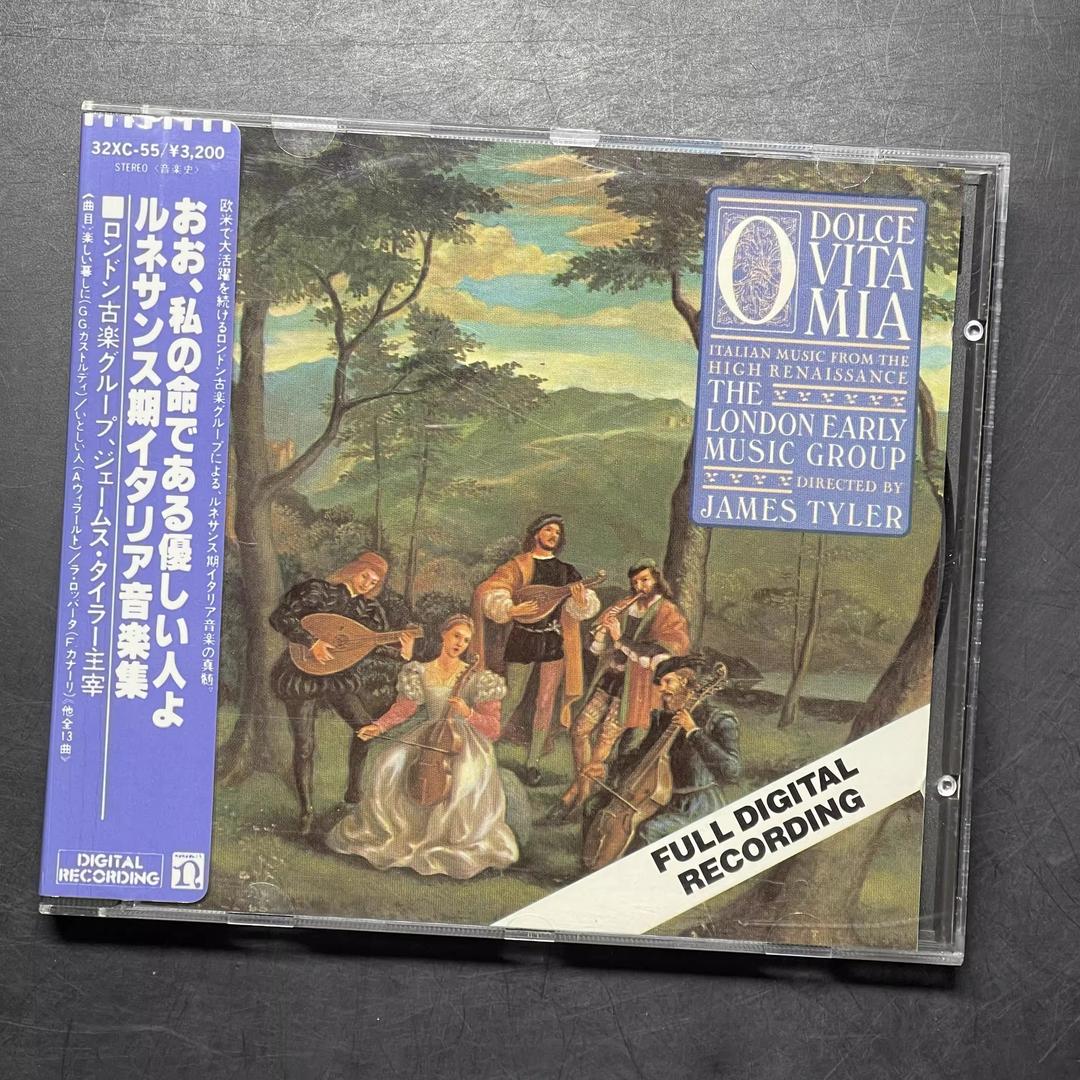 32XC-55/¥3,200
STEREO〈音楽史〉
欧米で大活躍を続けるロンドン古楽グループによる、ルネサンス期イタリア音楽の真髄。
おお、私の命である優しい人よ
ルネサンス期イタリア音楽集
■ロンドン古楽グループ、ジェームス・タイラー主宰
《曲目》楽しい暮しに(G.G.カストルディ)／いとしい人(A.ウィラールト)／ラ・ロッパータ(F.カナーリ)《他全13曲》
DIGITAL
RECORDING
O DOLCE
VITA
MIA
ITALIAN MUSIC FROM THE
HIGH RENAISSANCE
THE
LONDON EARLY
MUSIC GROUP
DIRECTED BY
JAMES TYLER
FULL DIGITAL
RECORDING